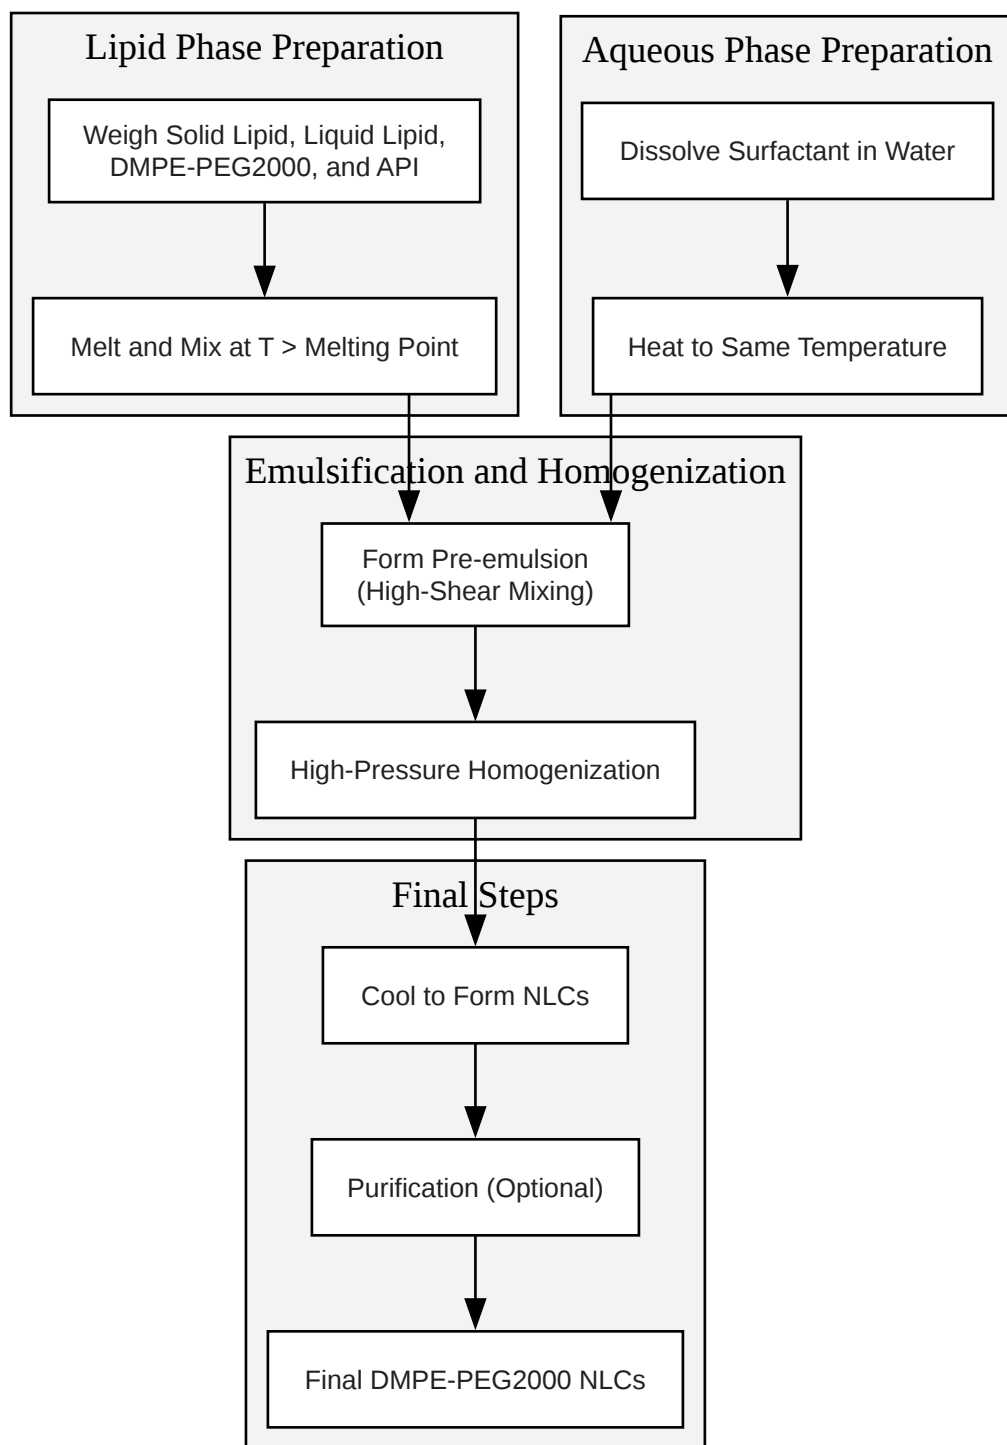 Lipid Phase Preparation
Weigh Solid Lipid, Liquid Lipid,
DMPE-PEG2000, and API
Melt and Mix at T > Melting Point
Aqueous Phase Preparation
Dissolve Surfactant in Water
Heat to Same Temperature
Emulsification and Homogenization
Form Pre-emulsion
(High-Shear Mixing)
High-Pressure Homogenization
Final Steps
Cool to Form NLCs
Purification (Optional)
Final DMPE-PEG2000 NLCs